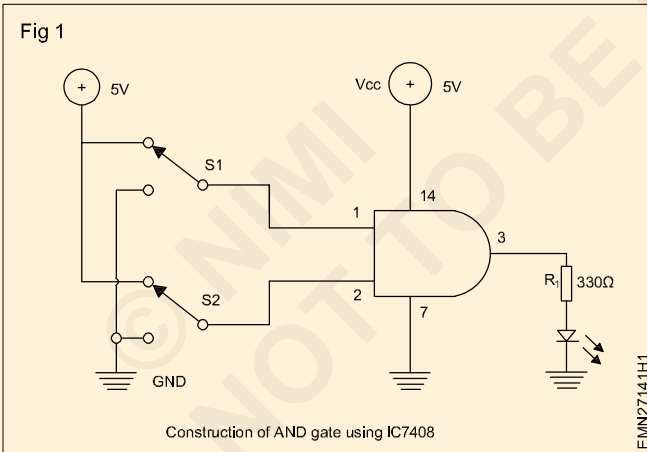 Fig 1
5V
Vcc
5V
S1
14
1
3
2
S2
7
R1
330Ω
GND
Construction of AND gate using IC7408
EMN27141H1
© NIMI
NOT TO BE